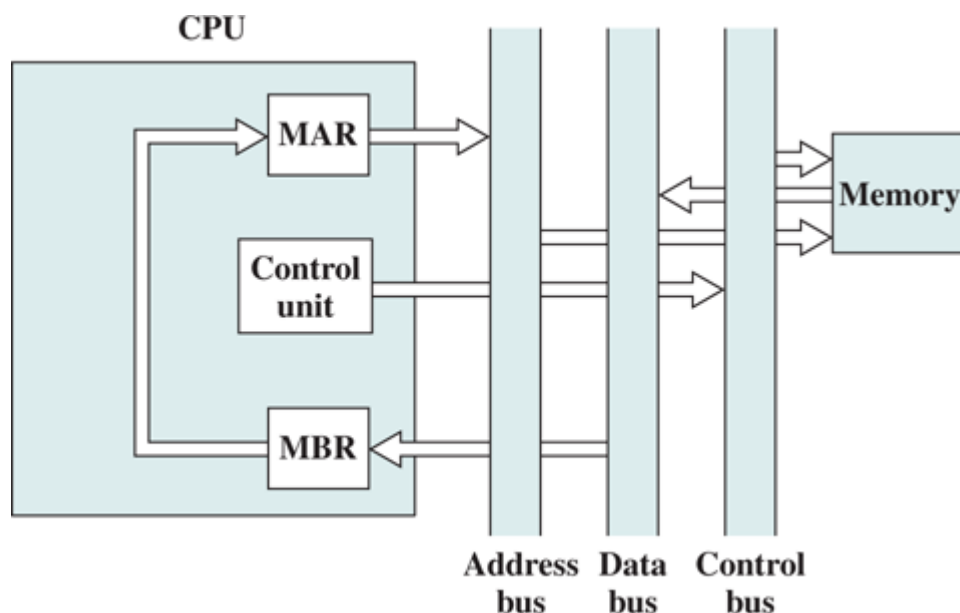 CPU
MAR
Memory
Control
unit
MBR
Address
bus
Data
bus
Control
bus